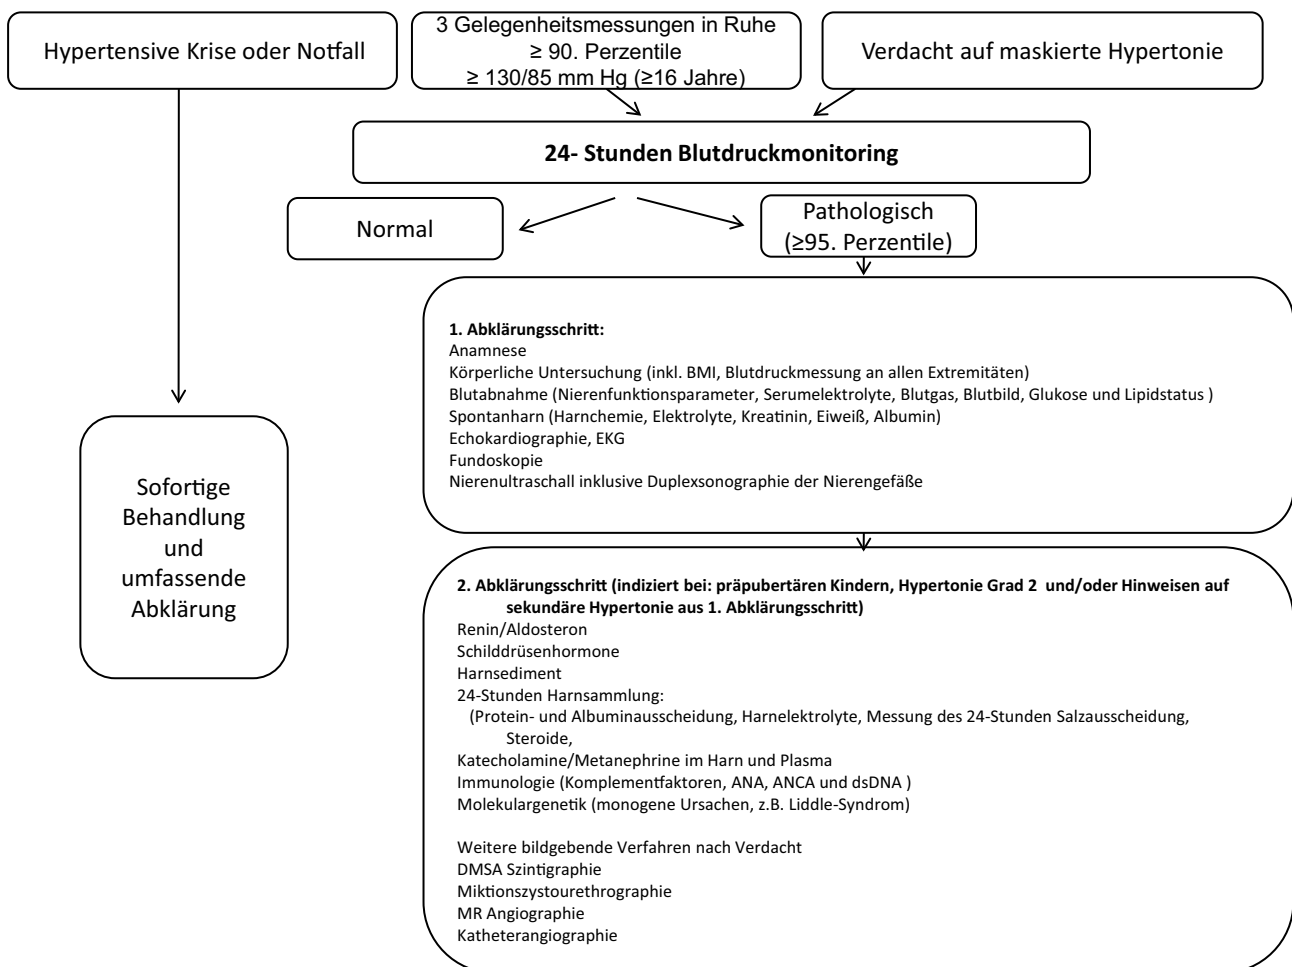 Hypertensive Krise oder Notfall
3 Gelegenheitsmessungen in Ruhe
≥ 90. Perzentile
≥ 130/85 mm Hg (≥16 Jahre)
Verdacht auf maskierte Hypertonie
24- Stunden Blutdruckmonitoring
Normal
Pathologisch
(≥95. Perzentile)
1. Abklärungsschritt:
Anamnese
Körperliche Untersuchung (inkl. BMI, Blutdruckmessung an allen Extremitäten)
Blutabnahme (Nierenfunktionsparameter, Serumelektrolyte, Blutgas, Blutbild, Glukose und Lipidstatus )
Spontanharn (Harnchemie, Elektrolyte, Kreatinin, Eiweiß, Albumin)
Echokardiographie, EKG
Fundoskopie
Nierenultraschall inklusive Duplexsonographie der Nierengefäße
Sofortige
Behandlung
und
umfassende
Abklärung
2. Abklärungsschritt (indiziert bei: präpubertären Kindern, Hypertonie Grad 2 und/oder Hinweisen auf
sekundäre Hypertonie aus 1. Abklärungsschritt)
Renin/Aldosteron
Schilddrüsenhormone
Harnsediment
24-Stunden Harnsammlung:
(Protein- und Albuminausscheidung, Harnelektrolyte, Messung des 24-Stunden Salzausscheidung,
Steroide,
Katecholamine/Metanephrine im Harn und Plasma
Immunologie (Komplementfaktoren, ANA, ANCA und dsDNA )
Molekulargenetik (monogene Ursachen, z.B. Liddle-Syndrom)
Weitere bildgebende Verfahren nach Verdacht
DMSA Szintigraphie
Miktionszystourethrographie
MR Angiographie
Katheterangiographie